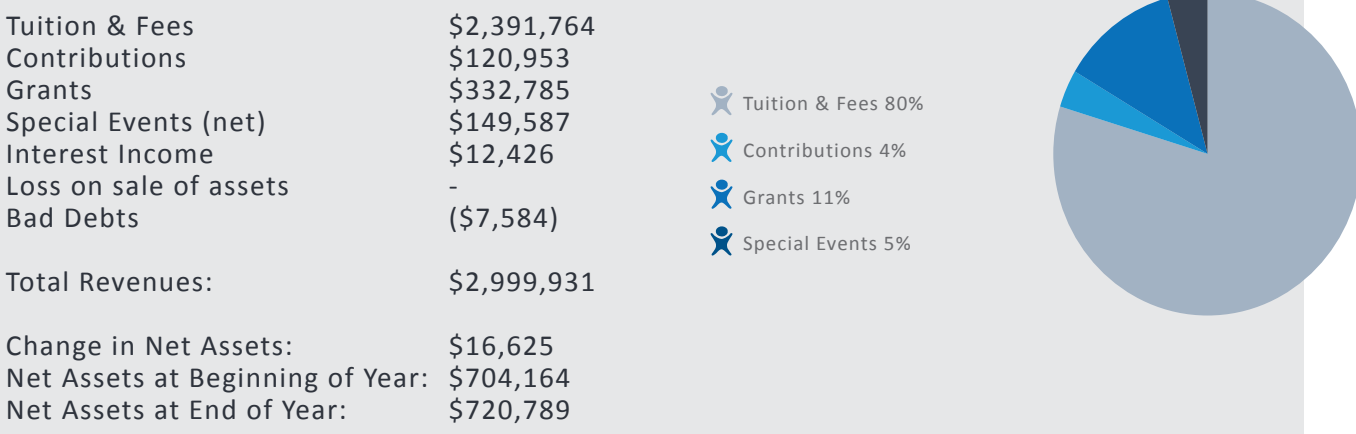 Tuition & Fees $2,391,764
Contributions $120,953
Grants $332,785
Special Events (net) $149,587
Interest Income $12,426
Loss on sale of assets -
Bad Debts ($7,584)
Total Revenues: $2,999,931
Change in Net Assets: $16,625
Net Assets at Beginning of Year: $704,164
Net Assets at End of Year: $720,789
Tuition & Fees 80%
Contributions 4%
Grants 11%
Special Events 5%